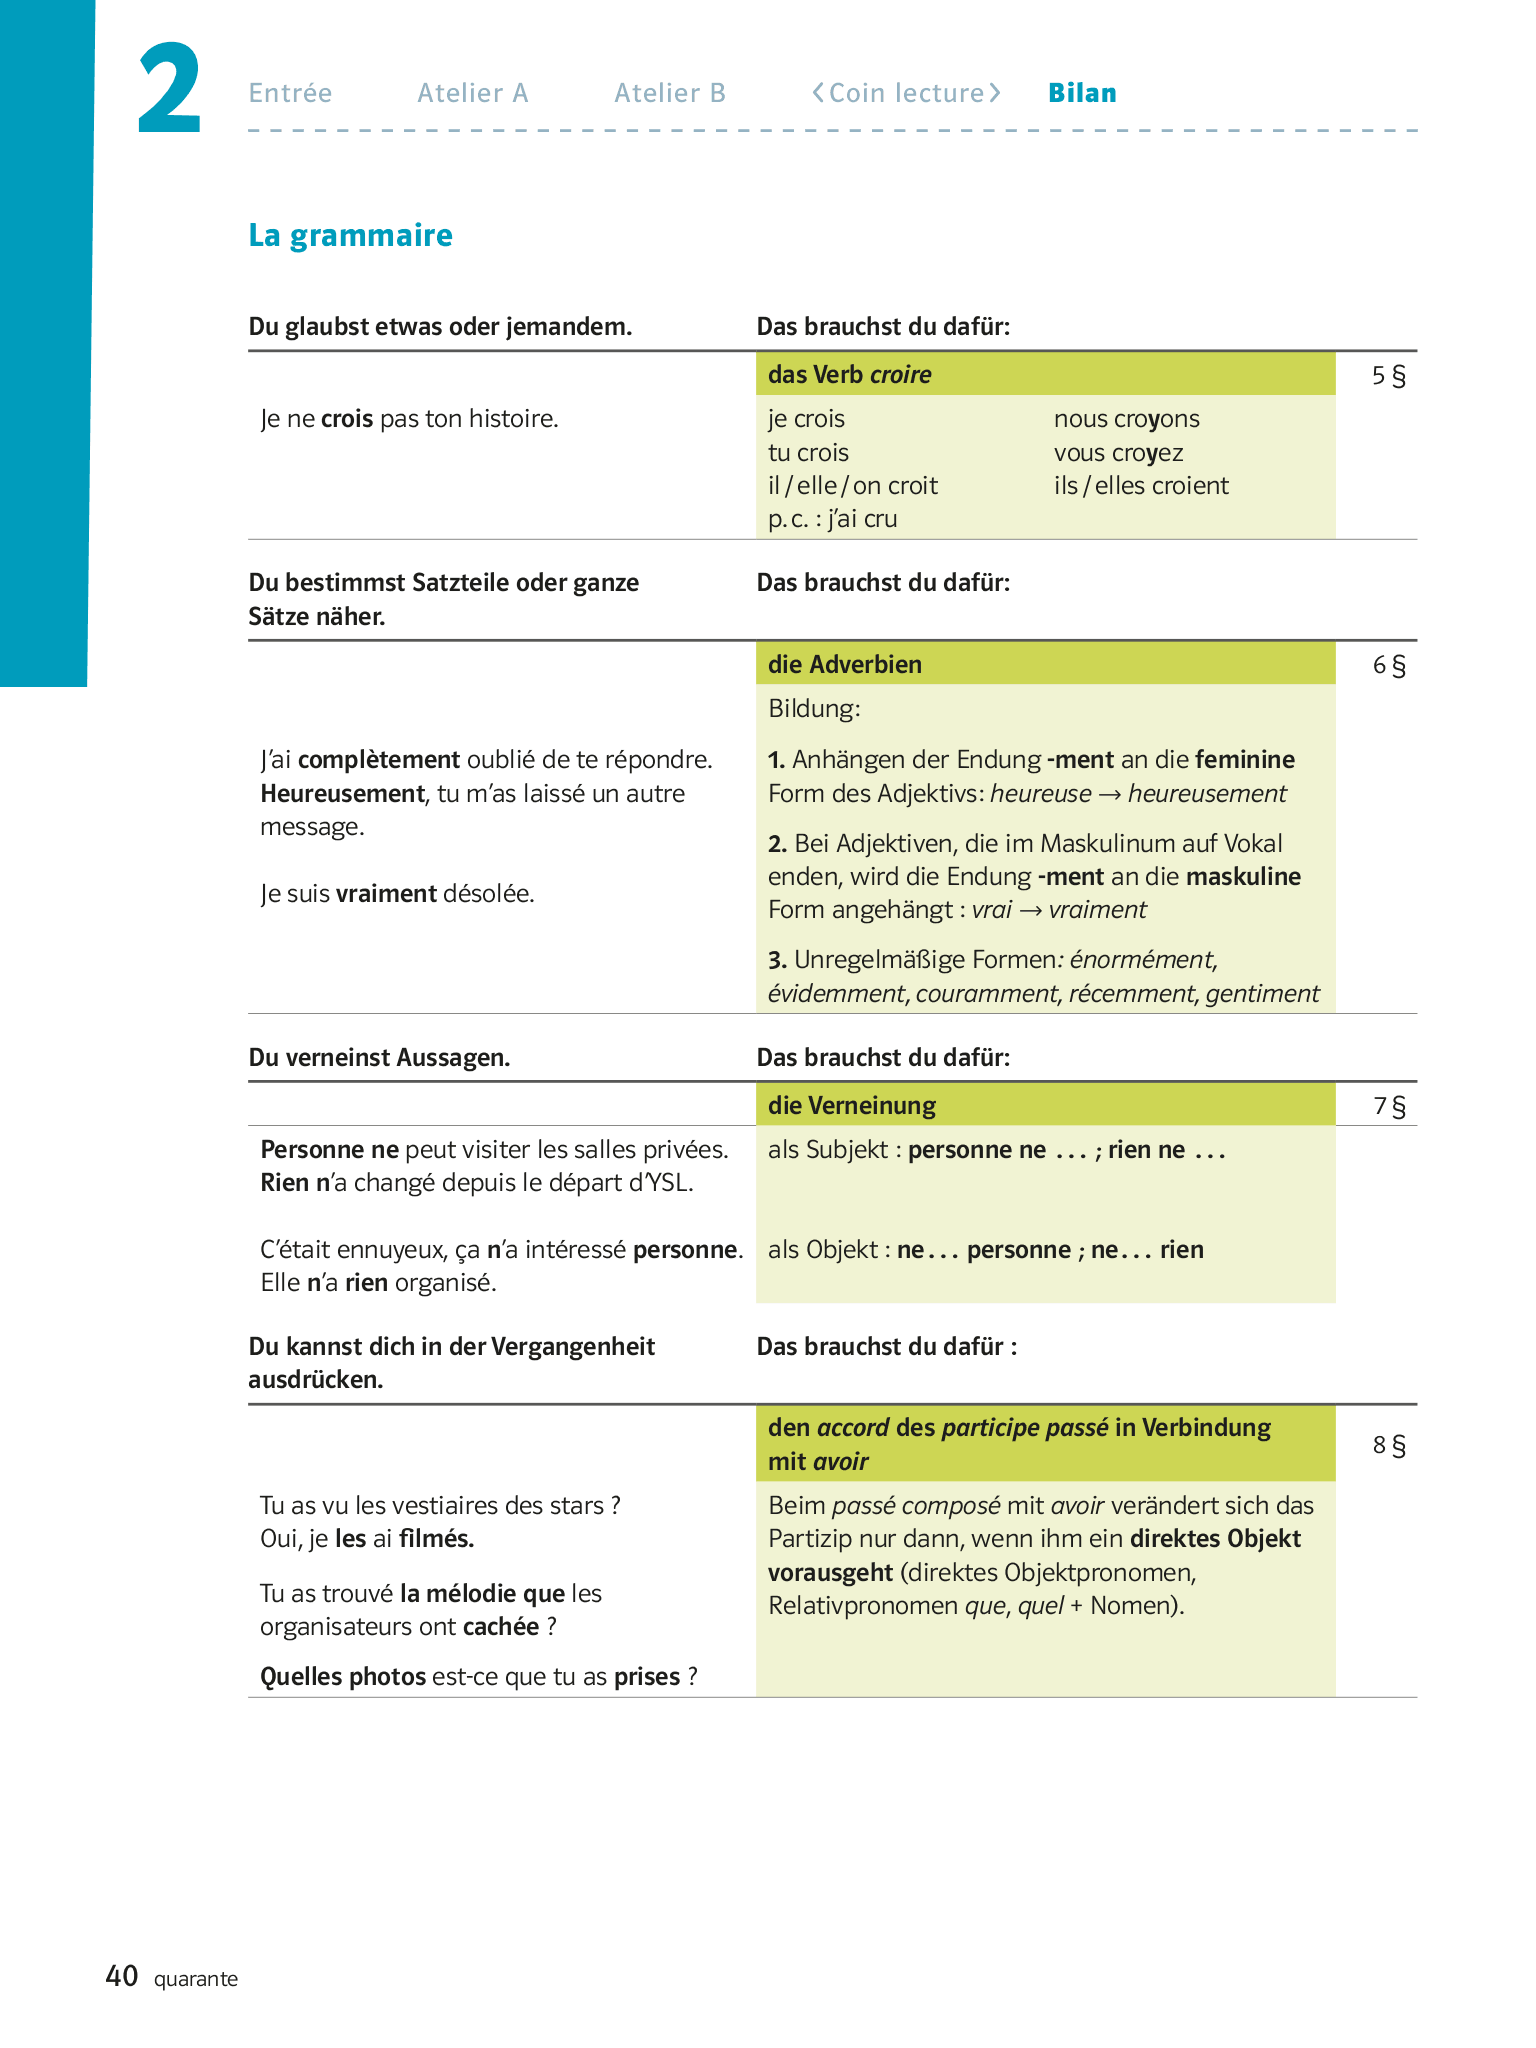 2
Entrée Atelier A Atelier B 〈Coin lecture〉 Bilan
La grammaire
Du glaubst etwas oder jemandem. Das brauchst du dafür:
das Verb croire 5 §
Je ne crois pas ton histoire. je crois nous croyons
tu crois vous croyez
il / elle / on croit ils / elles croient
p. c. : j’ai cru
Du bestimmst Satzteile oder ganze Das brauchst du dafür:
Sätze näher.
die Adverbien 6 §
Bildung:
J’ai complètement oublié de te répondre. 1. Anhängen der Endung -ment an die feminine
Heureusement, tu m’as laissé un autre Form des Adjektivs: heureuse → heureusement
message.
2. Bei Adjektiven, die im Maskulinum auf Vokal
enden, wird die Endung -ment an die maskuline
Je suis vraiment désolée.
Form angehängt : vrai → vraiment
3. Unregelmäßige Formen: énormément,
évidemment, couramment, récemment, gentiment
Du verneinst Aussagen. Das brauchst du dafür:
die Verneinung 7 §
Personne ne peut visiter les salles privées. als Subjekt : personne ne … ; rien ne …
Rien n’a changé depuis le départ d’YSL.
C’était ennuyeux, ça n’a intéressé personne. als Objekt : ne … personne ; ne … rien
Elle n’a rien organisé.
Du kannst dich in der Vergangenheit Das brauchst du dafür :
ausdrücken.
den accord des participe passé in Verbindung
mit avoir 8 §
Tu as vu les vestiaires des stars ? Beim passé composé mit avoir verändert sich das
Oui, je les ai filmés. Partizip nur dann, wenn ihm ein direktes Objekt
vorausgeht (direktes Objektpronomen,
Tu as trouvé la mélodie que les Relativpronomen que, quel + Nomen).
organisateurs ont cachée ?
Quelles photos est-ce que tu as prises ?
40 quarante